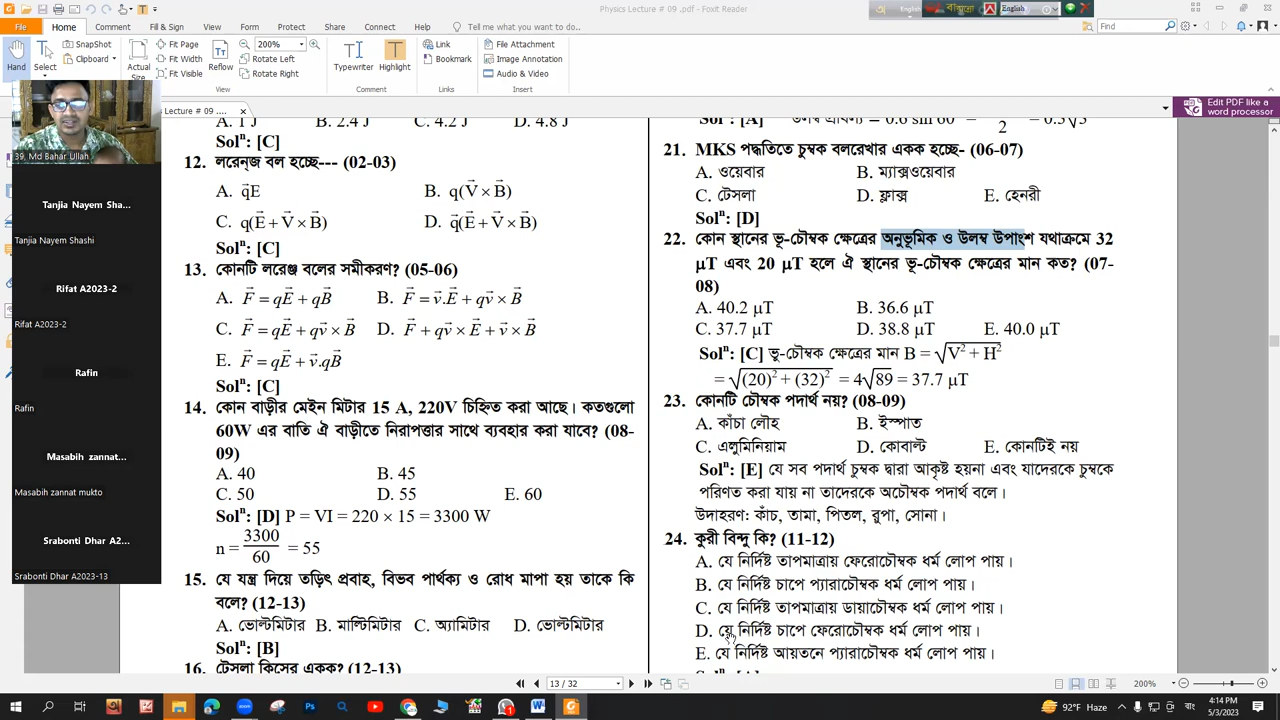 Physics Lecture # 09 .pdf - Foxit Reader
English
English
File Home Comment Fill & Sign View Form Protect Share Connect Help Tell me what you want to do... Find
Hand
Select
SnapShot
Clipboard
Actual Size
Fit Page
Fit Width
Fit Visible
Reflow
200%
Rotate Left
Rotate Right
View
Typewriter
Highlight
Comment
Link
Bookmark
Links
File Attachment
Image Annotation
Audio & Video
Insert
Lecture # 09 ....
Edit PDF like a word processor
39. Md Bahar Ullah
Tanjia Nayem Sha...
Tanjia Nayem Shashi
Rifat A2023-2
Rifat A2023-2
Rafin
Rafin
Masabih zannat...
Masabih zannat mukto
Srabonti Dhar A2...
Srabonti Dhar A2023-13
A. 1 J B. 2.4 J C. 4.2 J D. 4.8 J
Solⁿ: [C]
12. লরেন্জ বল হচ্ছে--- (02-03)
A. q⃗E B. q(V⃗ × B⃗)
C. q(E⃗ + V⃗ × B⃗) D. q⃗(E⃗ + V⃗ × B⃗)
Solⁿ: [C]
13. কোনটি লরেঞ্জ বলের সমীকরণ? (05-06)
A. F⃗ = qE⃗ + qB⃗ B. F⃗ = v⃗.E⃗ + qv⃗ × B⃗
C. F⃗ = qE⃗ + qv⃗ × B⃗ D. F⃗ + qv⃗ × E⃗ + v⃗ × B⃗
E. F⃗ = qE⃗ + v⃗.qB⃗
Solⁿ: [C]
14. কোন বাড়ীর মেইন মিটার 15 A, 220V চিহ্নিত করা আছে। কতগুলো
60W এর বাতি ঐ বাড়ীতে নিরাপত্তার সাথে ব্যবহার করা যাবে? (08-
09)
A. 40 B. 45
C. 50 D. 55 E. 60
Solⁿ: [D] P = VI = 220 × 15 = 3300 W
n = 3300/60 = 55
15. যে যন্ত্র দিয়ে তড়িৎ প্রবাহ, বিভব পার্থক্য ও রোধ মাপা হয় তাকে কি
বলে? (12-13)
A. ভোল্টমিটার B. মাল্টিমিটার C. অ্যামিটার D. ভোল্টমিটার
Solⁿ: [B]
16. টেসলা কিসের একক? (12-13)
Solⁿ: [A] = 0.6 sin 60° = /2 = 0.3√3
21. MKS পদ্ধতিতে চুম্বক বলরেখার একক হচ্ছে- (06-07)
A. ওয়েবার B. ম্যাক্সওয়েবার
C. টেসলা D. ফ্লাক্স E. হেনরী
Solⁿ: [D]
22. কোন স্থানের ভূ-চৌম্বক ক্ষেত্রের অনুভূমিক ও উলম্ব উপাংশ যথাক্রমে 32
μT এবং 20 μT হলে ঐ স্থানের ভূ-চৌম্বক ক্ষেত্রের মান কত? (07-
08)
A. 40.2 μT B. 36.6 μT
C. 37.7 μT D. 38.8 μT E. 40.0 μT
Solⁿ: [C] ভূ-চৌম্বক ক্ষেত্রের মান B = √(V² + H²)
= √((20)² + (32)²) = 4√89 = 37.7 μT
23. কোনটি চৌম্বক পদার্থ নয়? (08-09)
A. কাঁচা লৌহ B. ইস্পাত
C. এলুমিনিয়াম D. কোবাল্ট E. কোনটিই নয়
Solⁿ: [E] যে সব পদার্থ চুম্বক দ্বারা আকৃষ্ট হয়না এবং যাদেরকে চুম্বকে
পরিণত করা যায় না তাদেরকে অচৌম্বক পদার্থ বলে।
উদাহরণ: কাঁচ, তামা, পিতল, রুপা, সোনা।
24. কুরী বিন্দু কি? (11-12)
A. যে নির্দিষ্ট তাপমাত্রায় ফেরোচৌম্বক ধর্ম লোপ পায়।
B. যে নির্দিষ্ট চাপে প্যারাচৌম্বক ধর্ম লোপ পায়।
C. যে নির্দিষ্ট তাপমাত্রায় ডায়াচৌম্বক ধর্ম লোপ পায়।
D. যে নির্দিষ্ট চাপে ফেরোচৌম্বক ধর্ম লোপ পায়।
E. যে নির্দিষ্ট আয়তনে প্যারাচৌম্বক ধর্ম লোপ পায়।
13 / 32
200%
92°F Haze
4:14 PM
5/3/2023